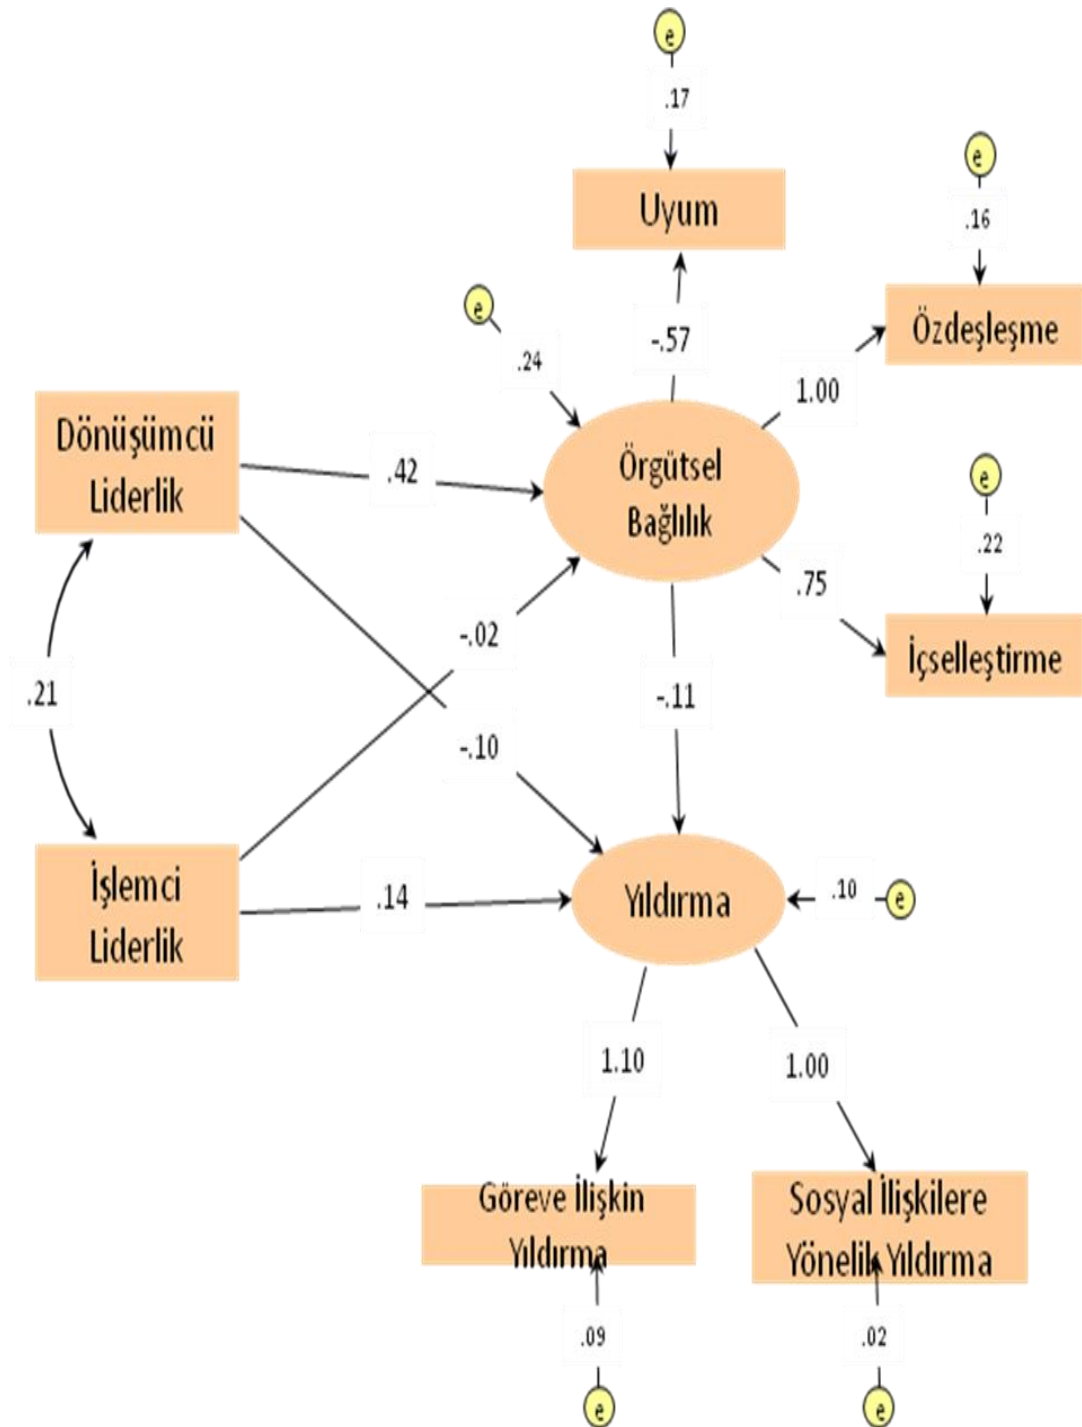 e
.17
Uyum
e
.16
Özdeşleşme
e
.24
-.57
1.00
Dönüşümcü
Liderlik
.42
Örgütsel
Bağlılık
e
.22
.75
İçselleştirme
-.02
.21
-.11
-.10
İşlemci
Liderlik
.14
Yıldırma
.10
e
1.10
1.00
Göreve İlişkin
Yıldırma
Sosyal İlişkilere
Yönelik Yıldırma
.09
.02
e
e